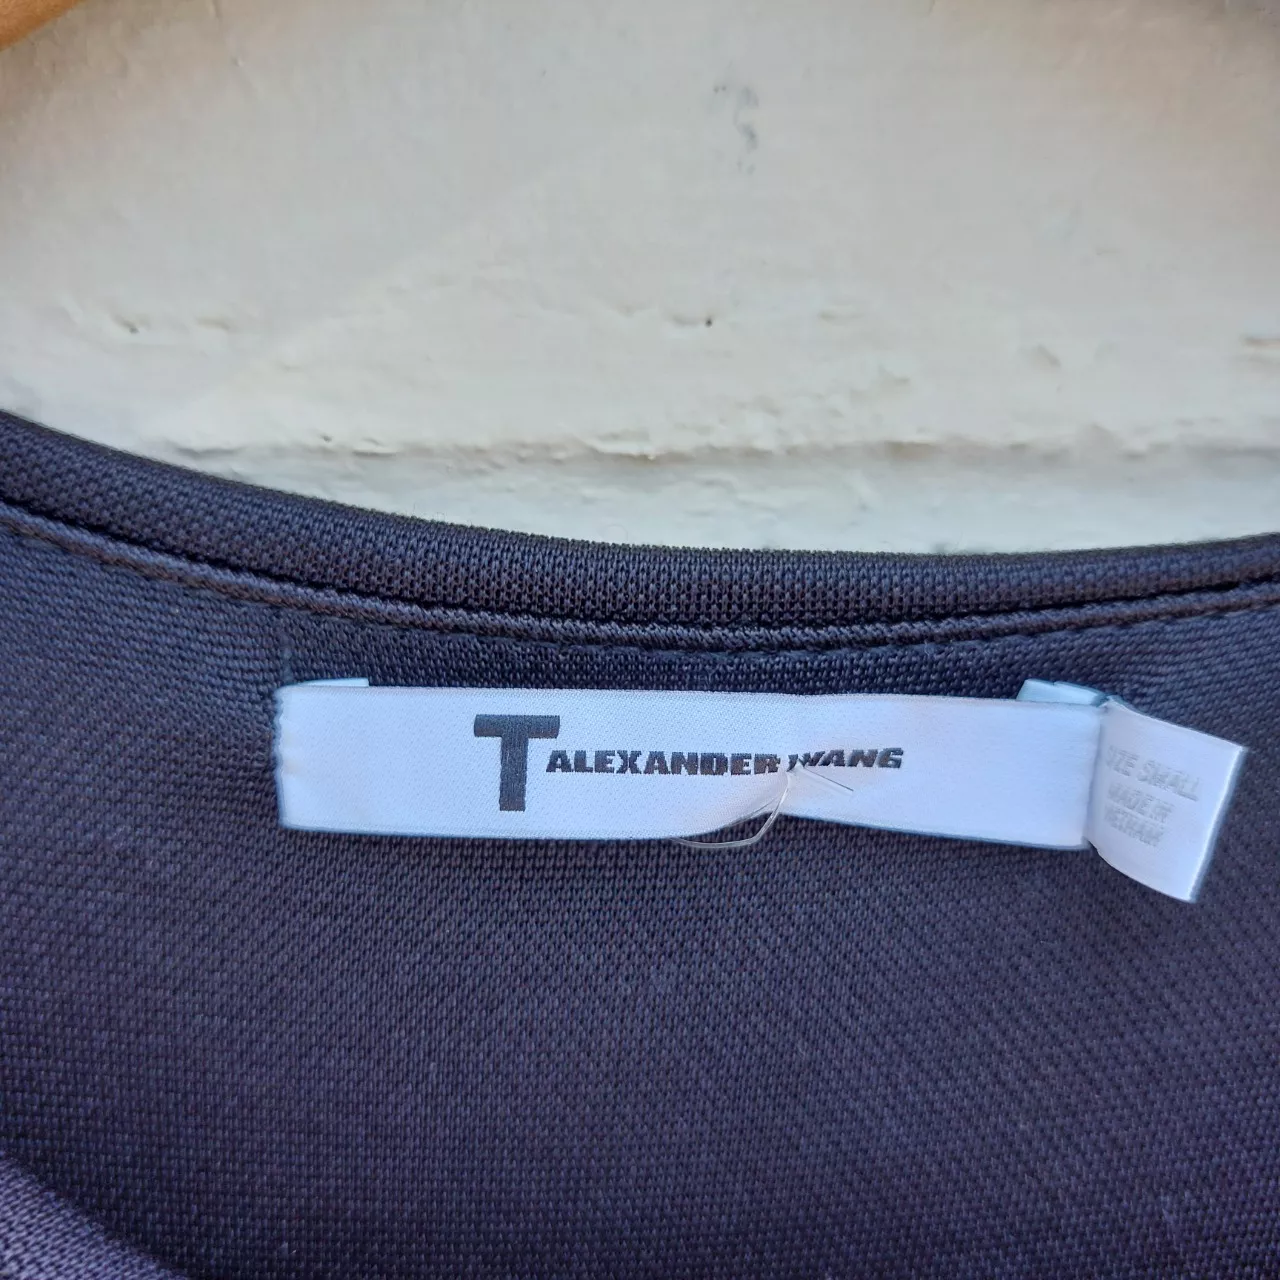 T ALEXANDER WANG
SIZE SMALL
MADE IN
VIETNAM